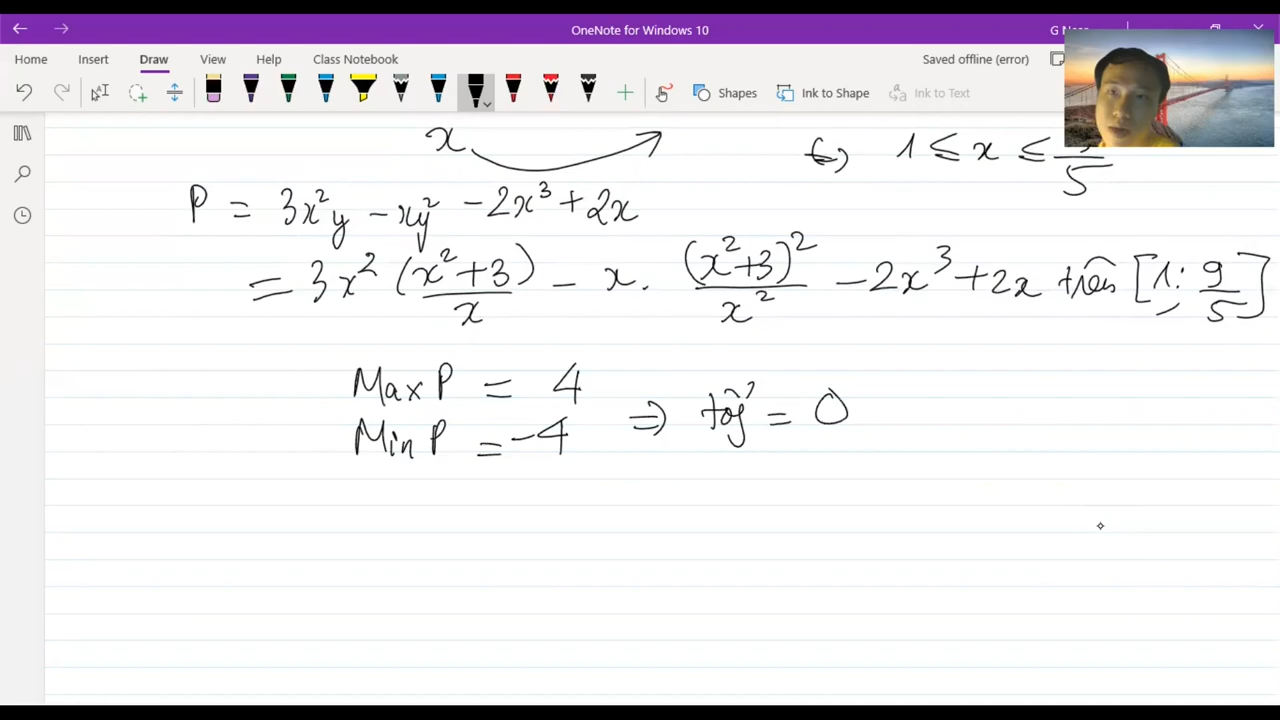 OneNote for Windows 10
Home Insert Draw View Help Class Notebook Saved offline (error)
Shapes Ink to Shape Ink to Text
x
⇔ 1 ≤ x ≤ 9/5
P = 3x²y - xy² - 2x³ + 2x
= 3x² (x²+3)/x - x. (x²+3)²/x² - 2x³ + 2x trên [1; 9/5]
Max P = 4
Min P = -4 ⇒ tổg = 0